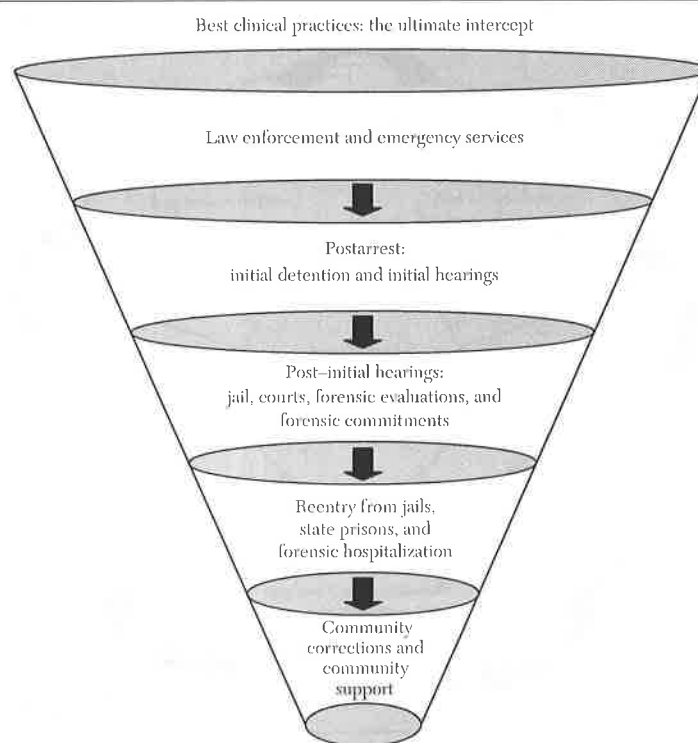 Best clinical practices: the ultimate intercept
Law enforcement and emergency services
Postarrest:
initial detention and initial hearings
Post–initial hearings:
jail, courts, forensic evaluations, and
forensic commitments
Reentry from jails,
state prisons, and
forensic hospitalization
Community
corrections and
community
support